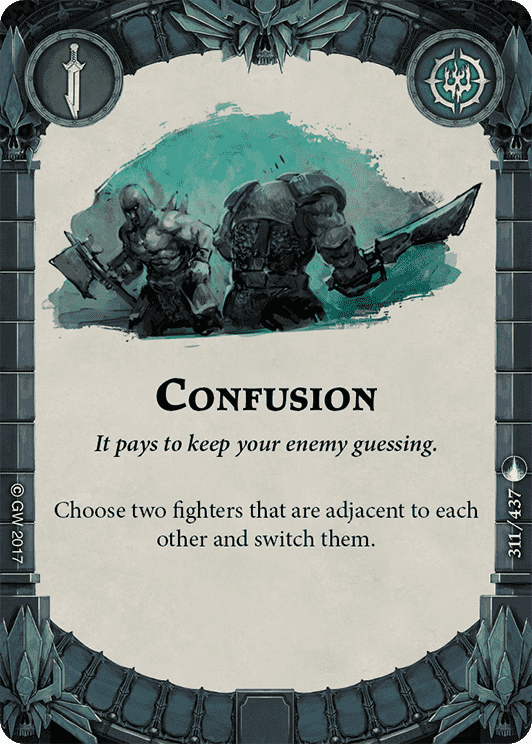 CONFUSION
It pays to keep your enemy guessing.
Choose two fighters that are adjacent to each
other and switch them.
© GW 2017
311/437